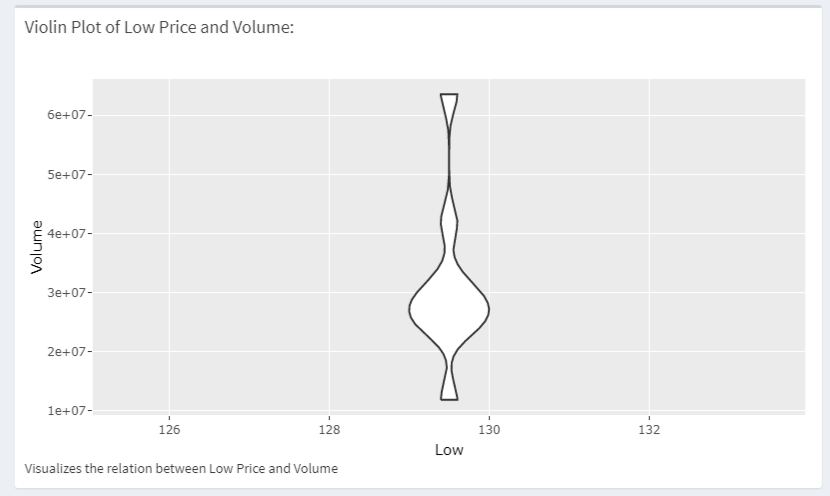 Violin Plot of Low Price and Volume:
6e+07
5e+07
4e+07
3e+07
2e+07
1e+07
Volume
126 128 130 132
Low
Visualizes the relation between Low Price and Volume